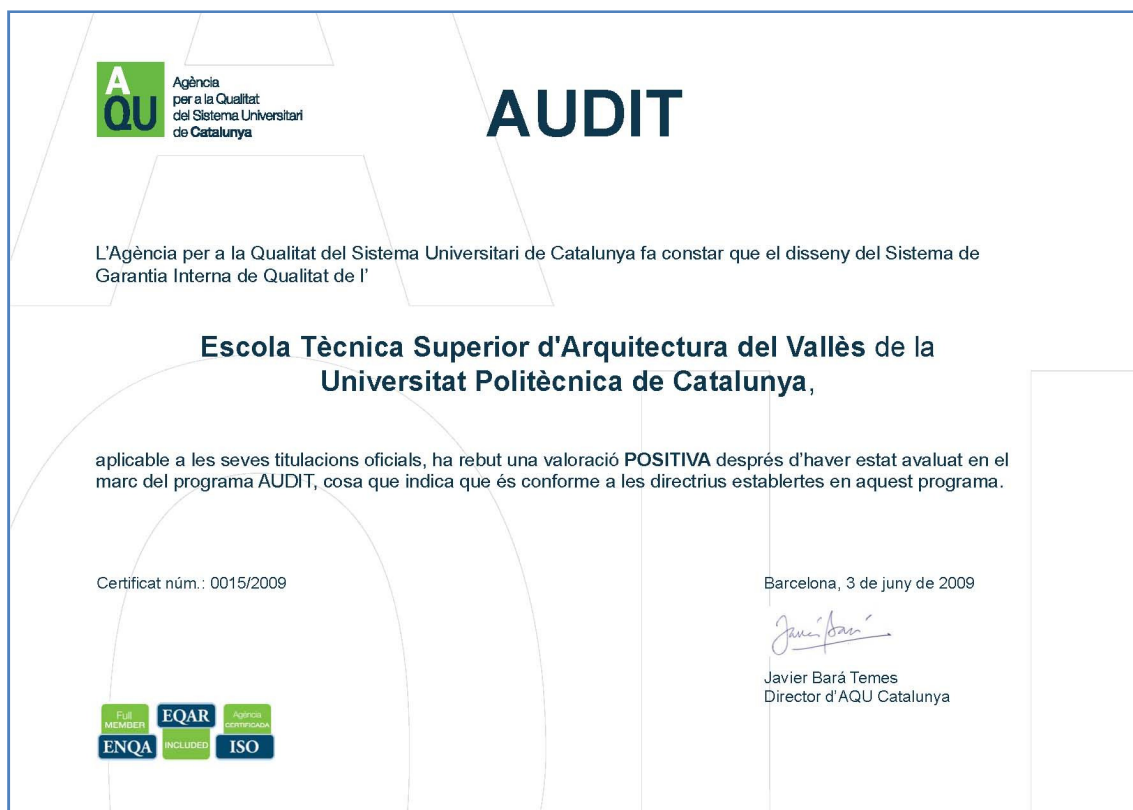 A
QU
Agència
per a la Qualitat
del Sistema Universitari
de Catalunya
AUDIT
L'Agència per a la Qualitat del Sistema Universitari de Catalunya fa constar que el disseny del Sistema de
Garantia Interna de Qualitat de l'
Escola Tècnica Superior d'Arquitectura del Vallès de la
Universitat Politècnica de Catalunya,
aplicable a les seves titulacions oficials, ha rebut una valoració POSITIVA després d'haver estat avaluat en el
marc del programa AUDIT, cosa que indica que és conforme a les directrius establertes en aquest programa.
Certificat núm.: 0015/2009
Barcelona, 3 de juny de 2009
Javier Bará
Javier Bará Temes
Director d'AQU Catalunya
Full
MEMBER
ENQA
EQAR
INCLUDED
Agència
CERTIFICADA
ISO